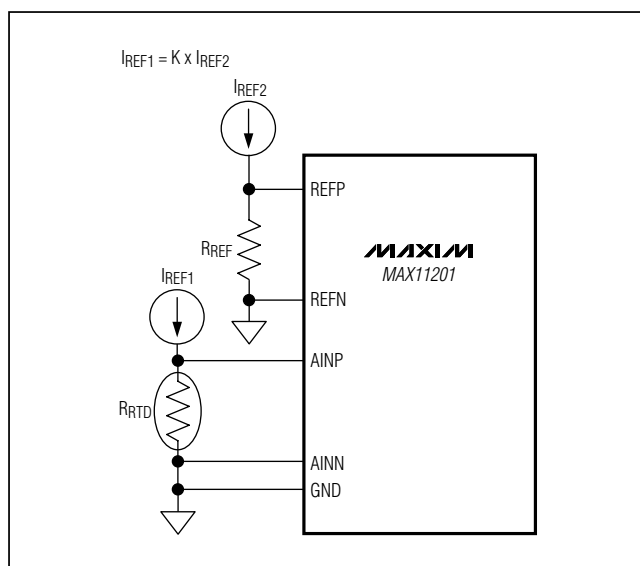 IREF1 = K x IREF2
IREF2
REFP
RREF
MAXIM
MAX11201
IREF1
REFN
AINP
RRTD
AINN
GND